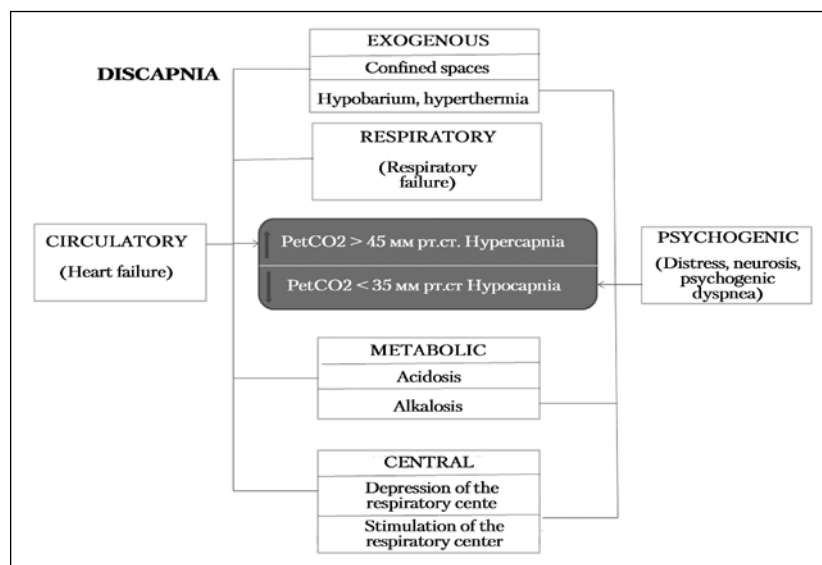 EXOGENOUS
DISCAPNIA
Confined spaces
Hypobarium, hyperthermia
RESPIRATORY
(Respiratory
failure)
CIRCULATORY
(Heart failure)
PetCO2 > 45 мм рт.ст. Hypercapnia
PetCO2 < 35 мм рт.ст Hypocapnia
PSYCHOGENIC
(Distress, neurosis,
psychogenic
dyspnea)
METABOLIC
Acidosis
Alkalosis
CENTRAL
Depression of the
respiratory cente
Stimulation of the
respiratory center